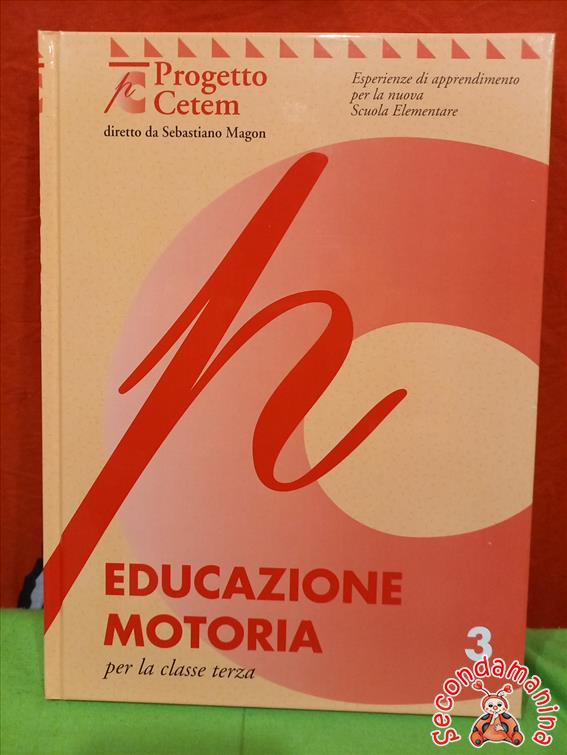 Progetto
Cetem
diretto da Sebastiano Magon
Esperienze di apprendimento
per la nuova
Scuola Elementare
EDUCAZIONE
MOTORIA
per la classe terza
3
Secondamanina